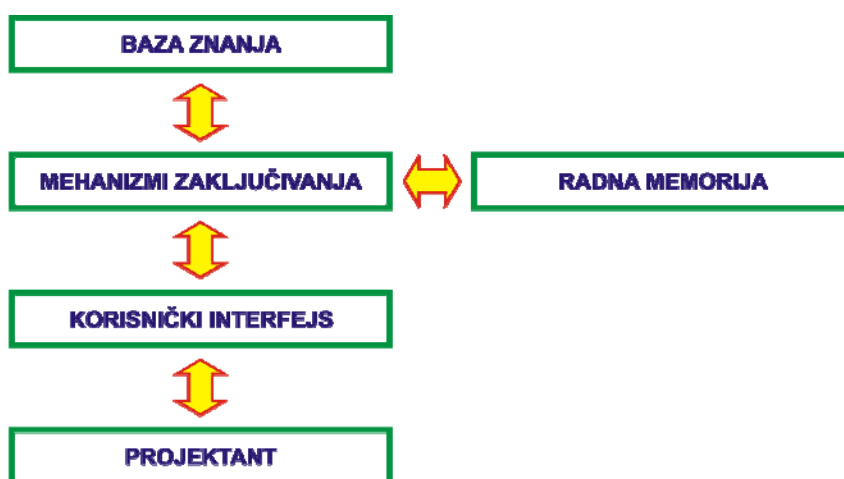 BAZA ZNANJA
MEHANIZMI ZAKLJUČIVANJA
RADNA MEMORIJA
KORISNIČKI INTERFEJS
PROJEKTANT